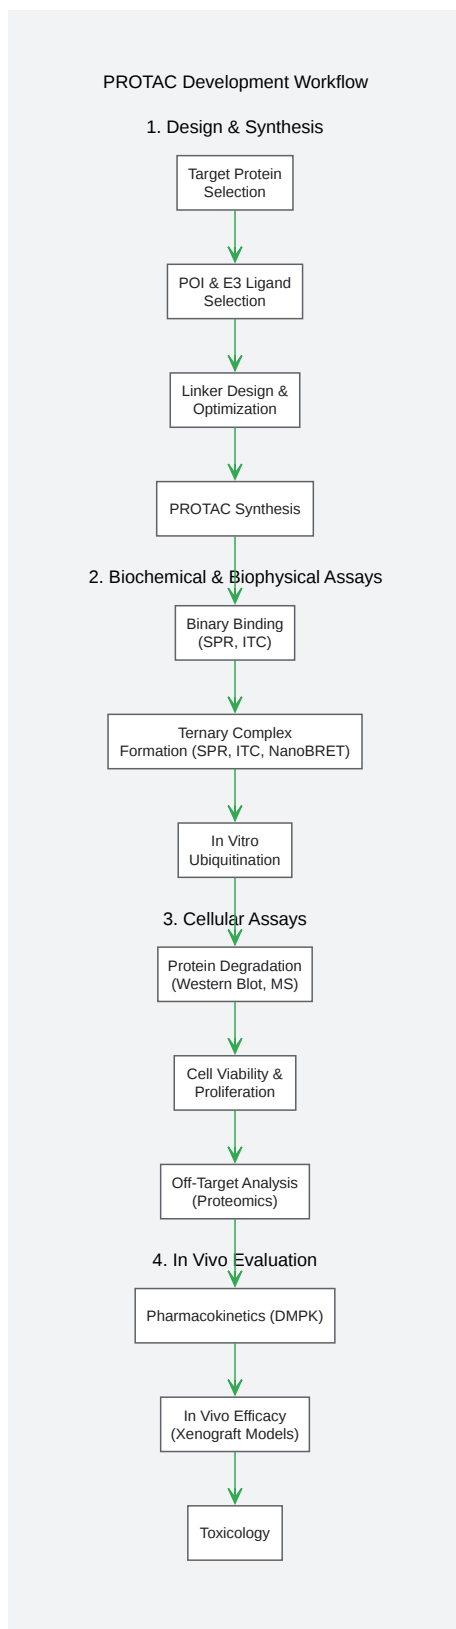 PROTAC Development Workflow
1. Design & Synthesis
Target Protein
Selection
POI & E3 Ligand
Selection
Linker Design &
Optimization
PROTAC Synthesis
2. Biochemical & Biophysical Assays
Binary Binding
(SPR, ITC)
Ternary Complex
Formation (SPR, ITC, NanoBRET)
In Vitro
Ubiquitination
3. Cellular Assays
Protein Degradation
(Western Blot, MS)
Cell Viability &
Proliferation
Off-Target Analysis
(Proteomics)
4. In Vivo Evaluation
Pharmacokinetics (DMPK)
In Vivo Efficacy
(Xenograft Models)
Toxicology